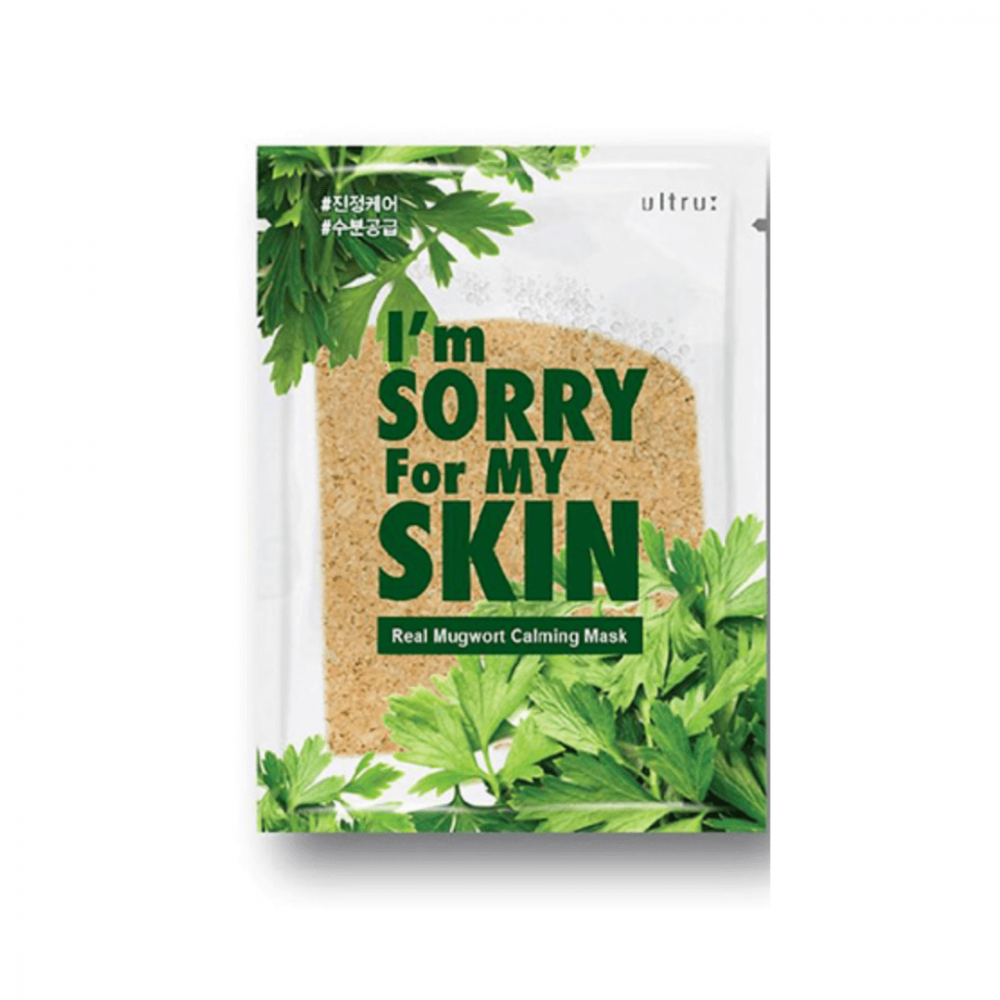 #진정케어
#수분공급
ultru:
I'm
SORRY
For MY
SKIN
Real Mugwort Calming Mask